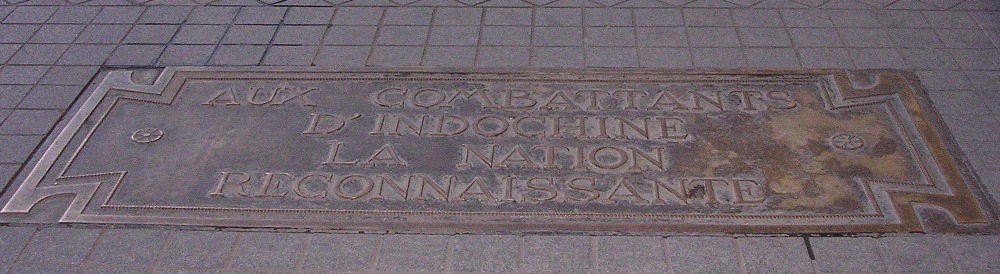 AUX COMBATTANTS
D'INDOCHINE
LA NATION
RECONNAISSANTE